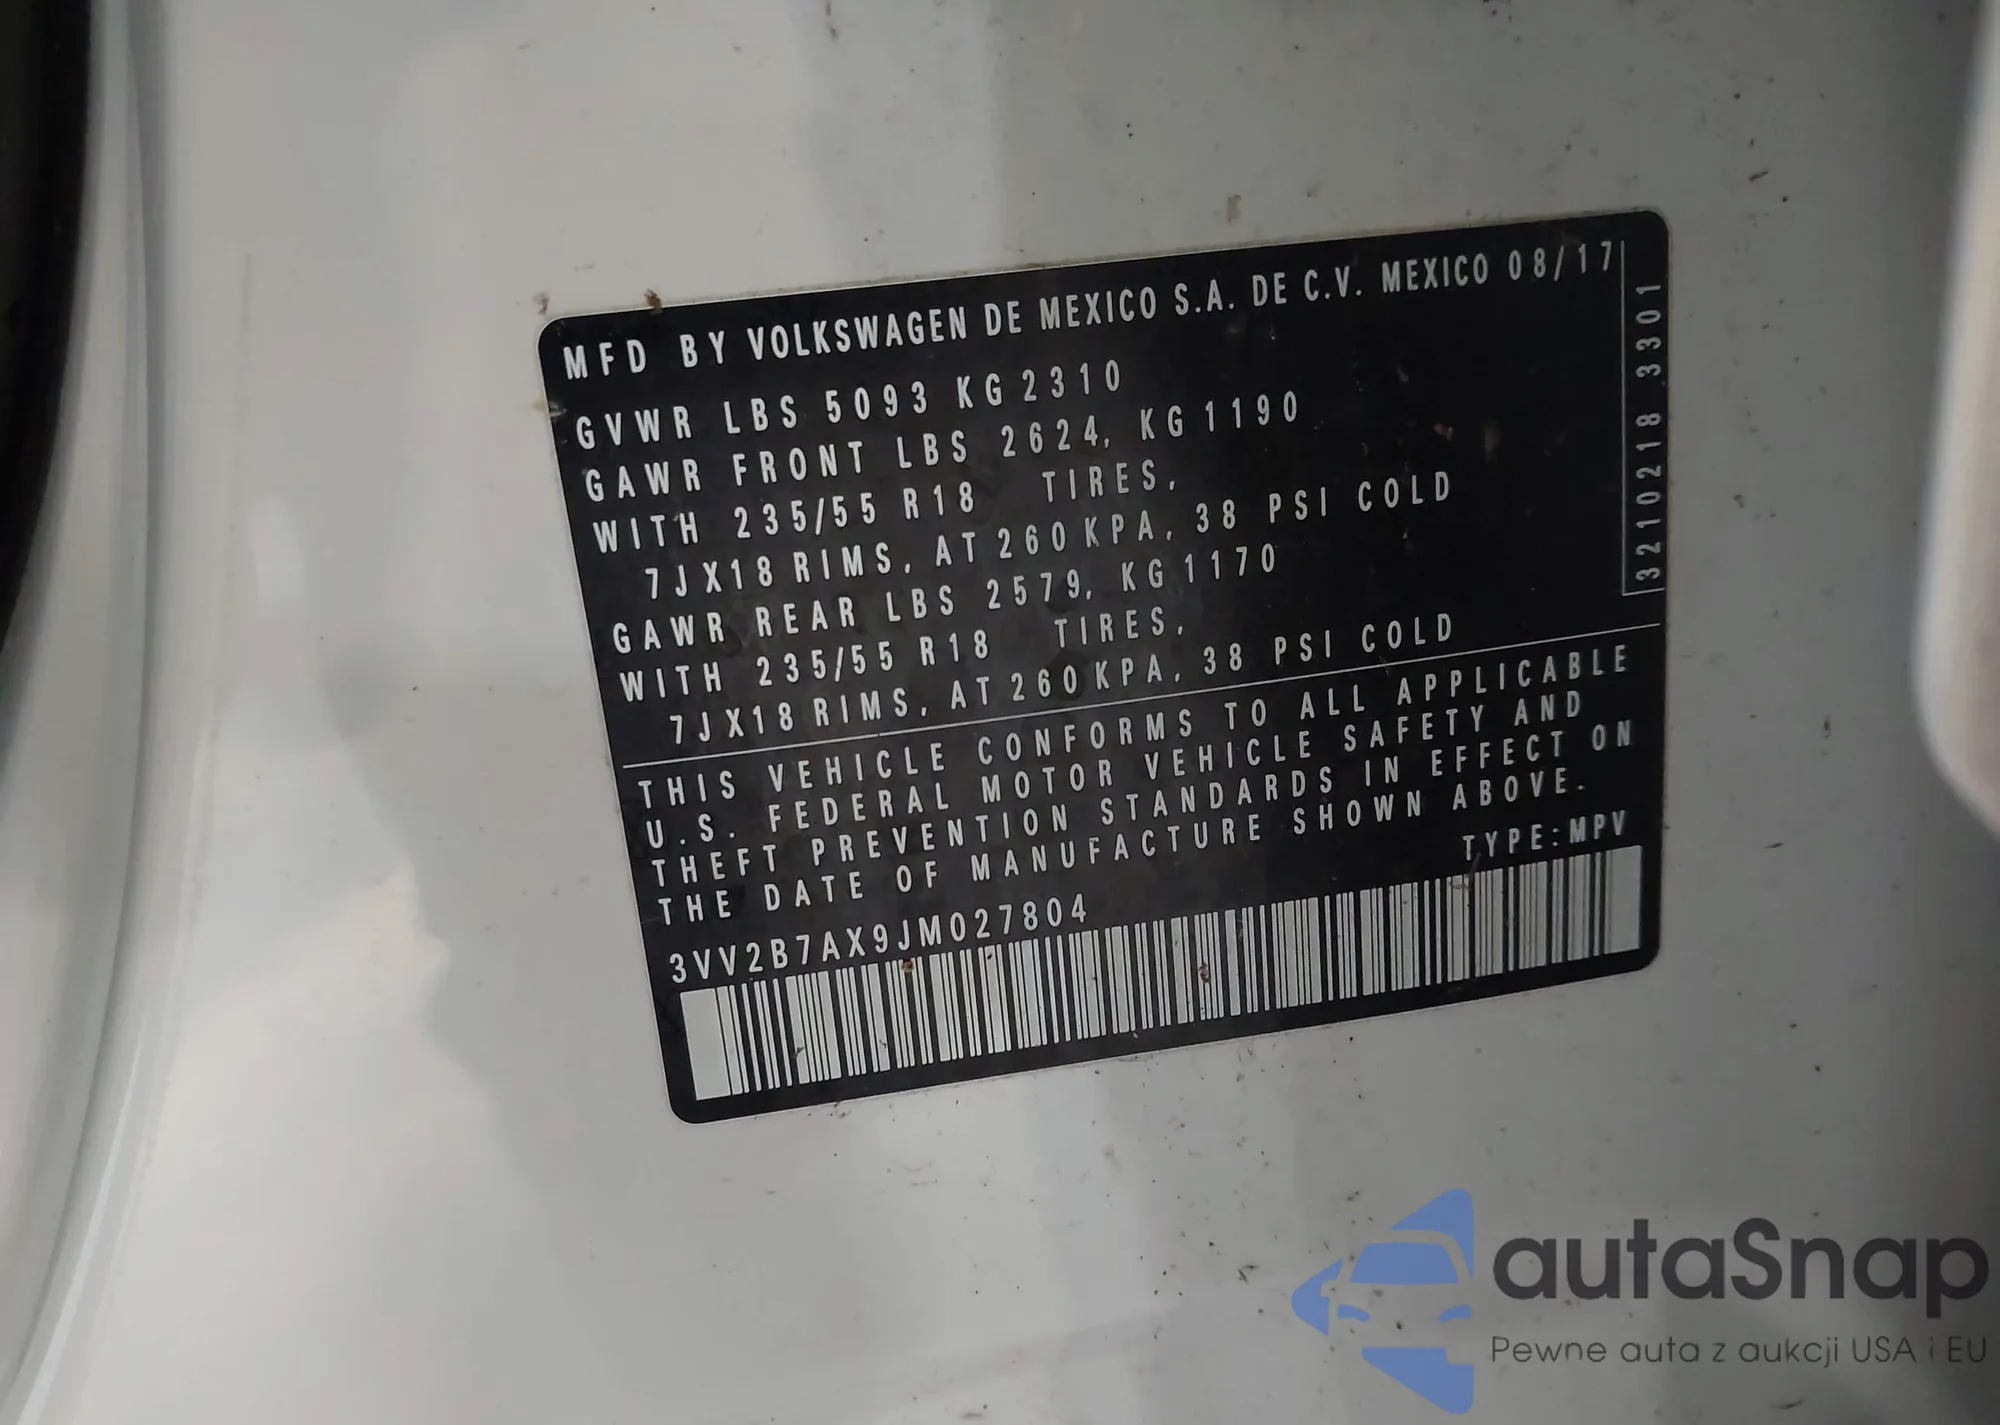 MFD BY VOLKSWAGEN DE MEXICO S.A. DE C.V. MEXICO 08/17
GVWR LBS 5093 KG 2310
GAWR FRONT LBS 2624, KG 1190
WITH 235/55 R18 TIRES,
7JX18 RIMS, AT 260 KPA, 38 PSI COLD
GAWR REAR LBS 2579, KG 1170
WITH 235/55 R18 TIRES,
7JX18 RIMS, AT 260 KPA, 38 PSI COLD
3210218 3301
THIS VEHICLE CONFORMS TO ALL APPLICABLE
U.S. FEDERAL MOTOR VEHICLE SAFETY AND
THEFT PREVENTION STANDARDS IN EFFECT ON
THE DATE OF MANUFACTURE SHOWN ABOVE.
TYPE:MPV
3VV2B7AX9JM027804
autaSnap
Pewne auta z aukcji USA i EU